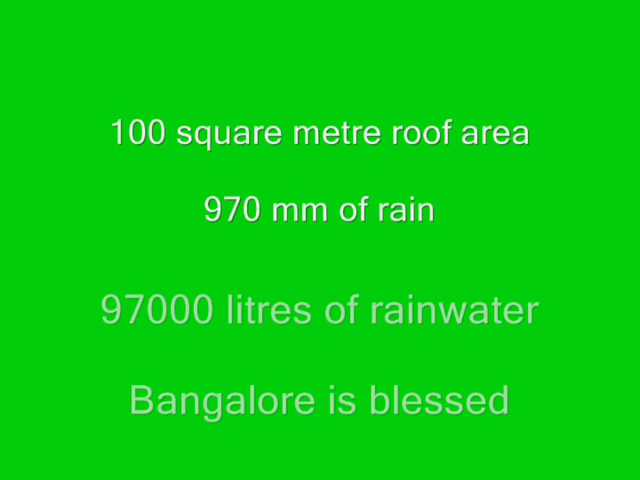 100 square metre roof area
970 mm of rain
97000 litres of rainwater
Bangalore is blessed